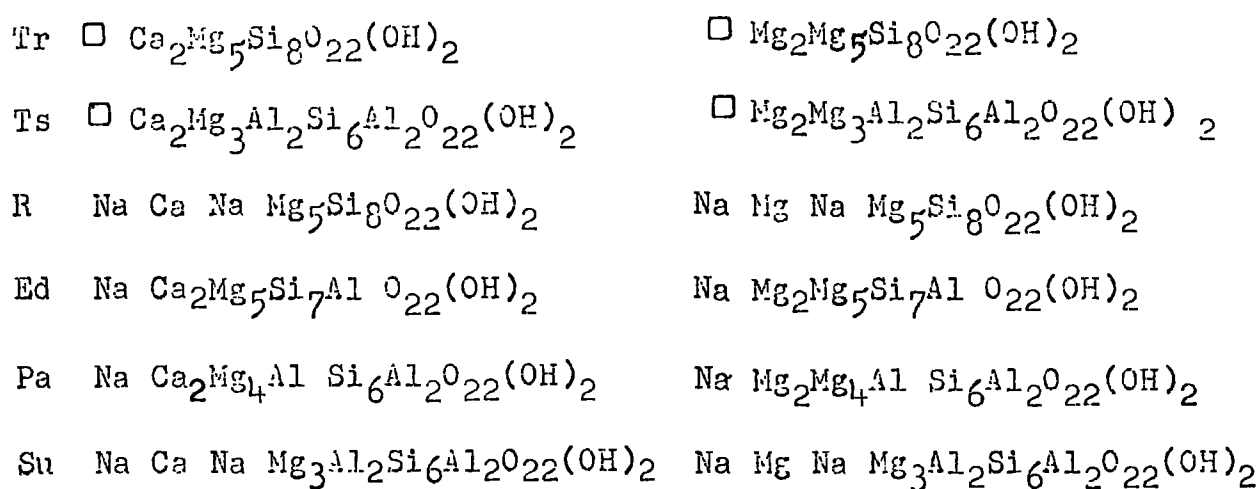 Tr □ Ca₂Mg₅Si₈O₂₂(OH)₂ □ Mg₂Mg₅Si₈O₂₂(OH)₂
Ts □ Ca₂Mg₃Al₂Si₆Al₂O₂₂(OH)₂ □ Mg₂Mg₃Al₂Si₆Al₂O₂₂(OH) ₂
R Na Ca Na Mg₅Si₈O₂₂(OH)₂ Na Mg Na Mg₅Si₈O₂₂(OH)₂
Ed Na Ca₂Mg₅Si₇Al O₂₂(OH)₂ Na Mg₂Mg₅Si₇Al O₂₂(OH)₂
Pa Na Ca₂Mg₄Al Si₆Al₂O₂₂(OH)₂ Na Mg₂Mg₄Al Si₆Al₂O₂₂(OH)₂
Su Na Ca Na Mg₃Al₂Si₆Al₂O₂₂(OH)₂ Na Mg Na Mg₃Al₂Si₆Al₂O₂₂(OH)₂